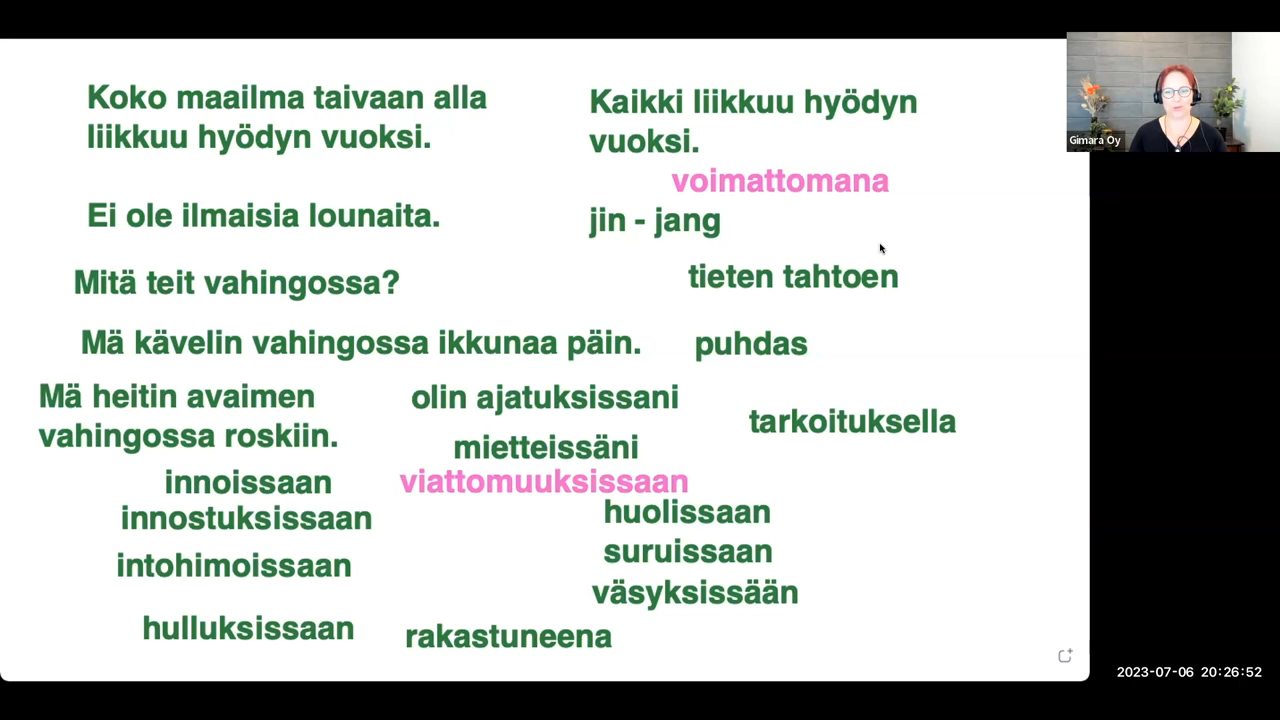 Koko maailma taivaan alla
liikkuu hyödyn vuoksi.
Kaikki liikkuu hyödyn
vuoksi.
voimattomana
Ei ole ilmaisia lounaita.
jin - jang
Mitä teit vahingossa?
tieten tahtoen
Mä kävelin vahingossa ikkunaa päin.
puhdas
Mä heitin avaimen
vahingossa roskiin.
olin ajatuksissani
tarkoituksella
mietteissäni
innoissaan
viattomuuksissaan
innostuksissaan
huolissaan
intohimoissaan
suruissaan
väsyksissään
hulluksissaan
rakastuneena
Gimara Oy
2023-07-06 20:26:52